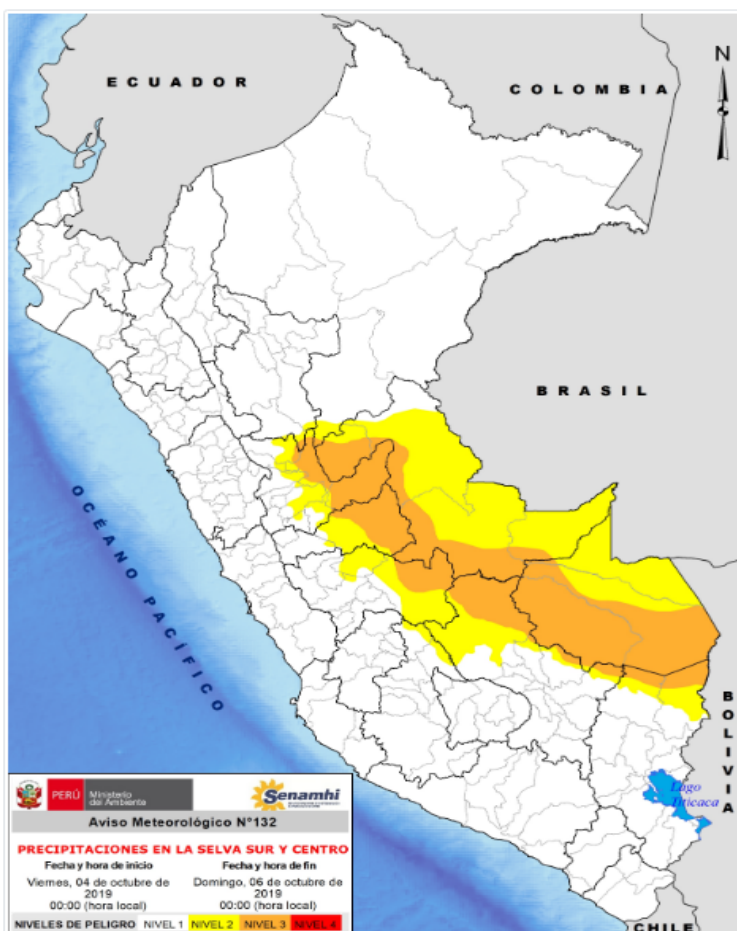 N
ECUADOR
COLOMBIA
BRASIL
OCÉANO PACÍFICO
BOLIVIA
Lago
Titicaca
PERÚ
Ministerio
del Ambiente
Senamhi
Aviso Meteorológico N°132
PRECIPITACIONES EN LA SELVA SUR Y CENTRO
Fecha y hora de inicio
Viernes, 04 de octubre de
2019
00:00 (hora local)
Fecha y hora de fin
Domingo, 06 de octubre de
2019
00:00 (hora local)
NIVELES DE PELIGRO NIVEL 1 NIVEL 2 NIVEL 3 NIVEL 4
CHILE